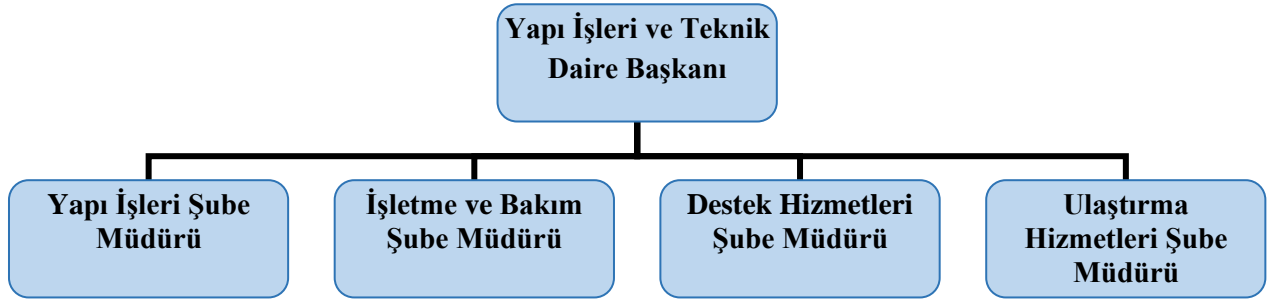 Yapı İşleri ve Teknik
Daire Başkanı
Yapı İşleri Şube
Müdürü
İşletme ve Bakım
Şube Müdürü
Destek Hizmetleri
Şube Müdürü
Ulaştırma
Hizmetleri Şube
Müdürü